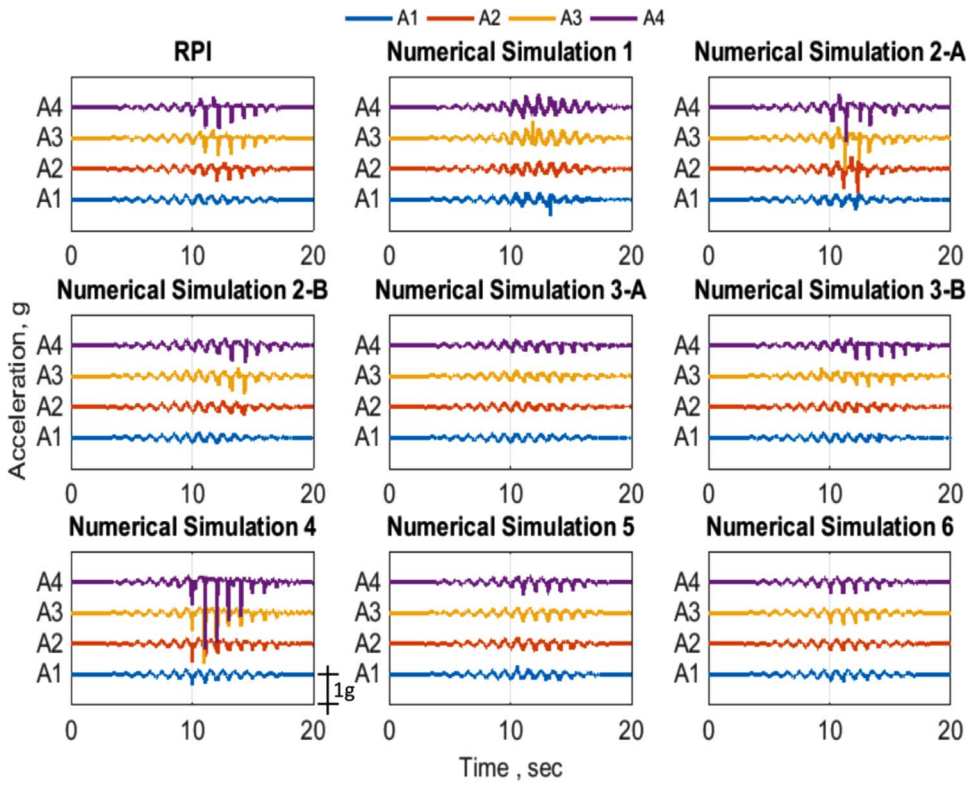 A1 A2 A3 A4
RPI Numerical Simulation 1 Numerical Simulation 2-A
A4 A4 A4
A3 A3 A3
A2 A2 A2
A1 A1 A1
0 10 20 0 10 20 0 10 20
Numerical Simulation 2-B Numerical Simulation 3-A Numerical Simulation 3-B
Acceleration, g
A4 A4 A4
A3 A3 A3
A2 A2 A2
A1 A1 A1
0 10 20 0 10 20 0 10 20
Numerical Simulation 4 Numerical Simulation 5 Numerical Simulation 6
A4 A4 A4
A3 A3 A3
A2 A2 A2
A1 A1 A1
1g
0 10 20 0 10 20 0 10 20
Time , sec